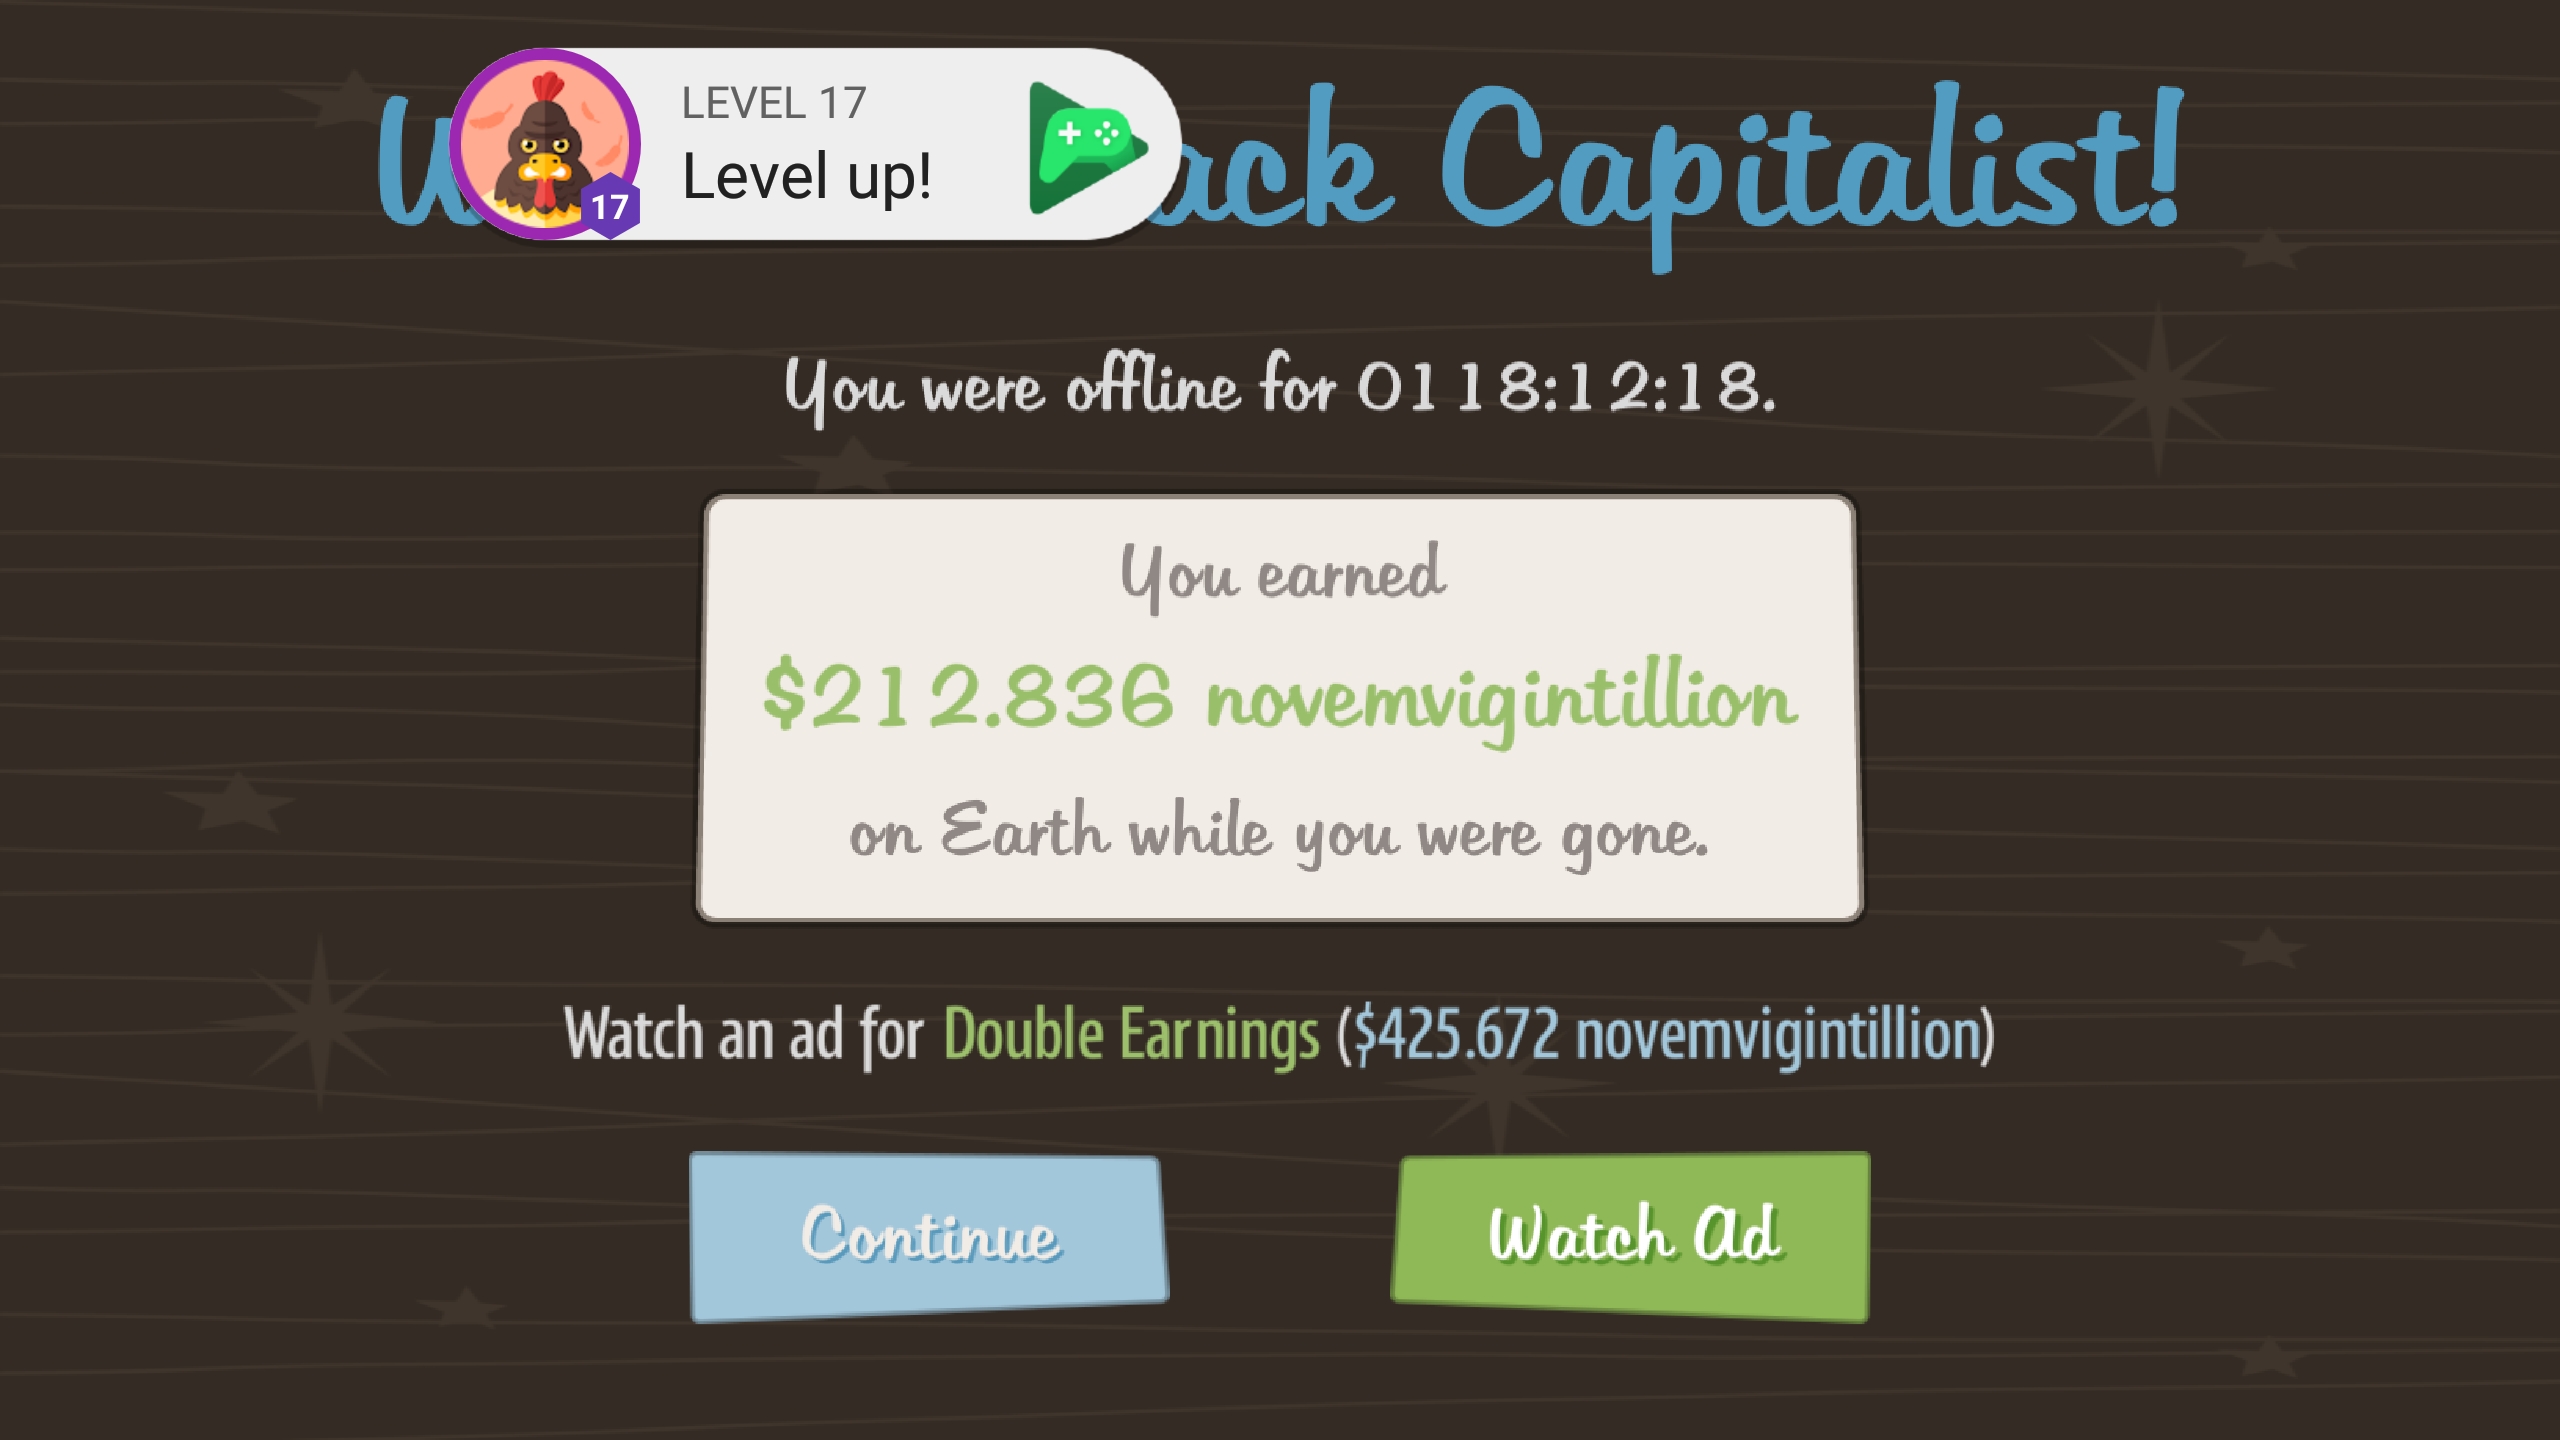 LEVEL 17
Level up!
17
Capitalist!
You were offline for 0118:12:18.
You earned
$212.836 novemvigintillion
on Earth while you were gone.
Watch an ad for Double Earnings ($425.672 novemvigintillion)
Continue
Watch Ad